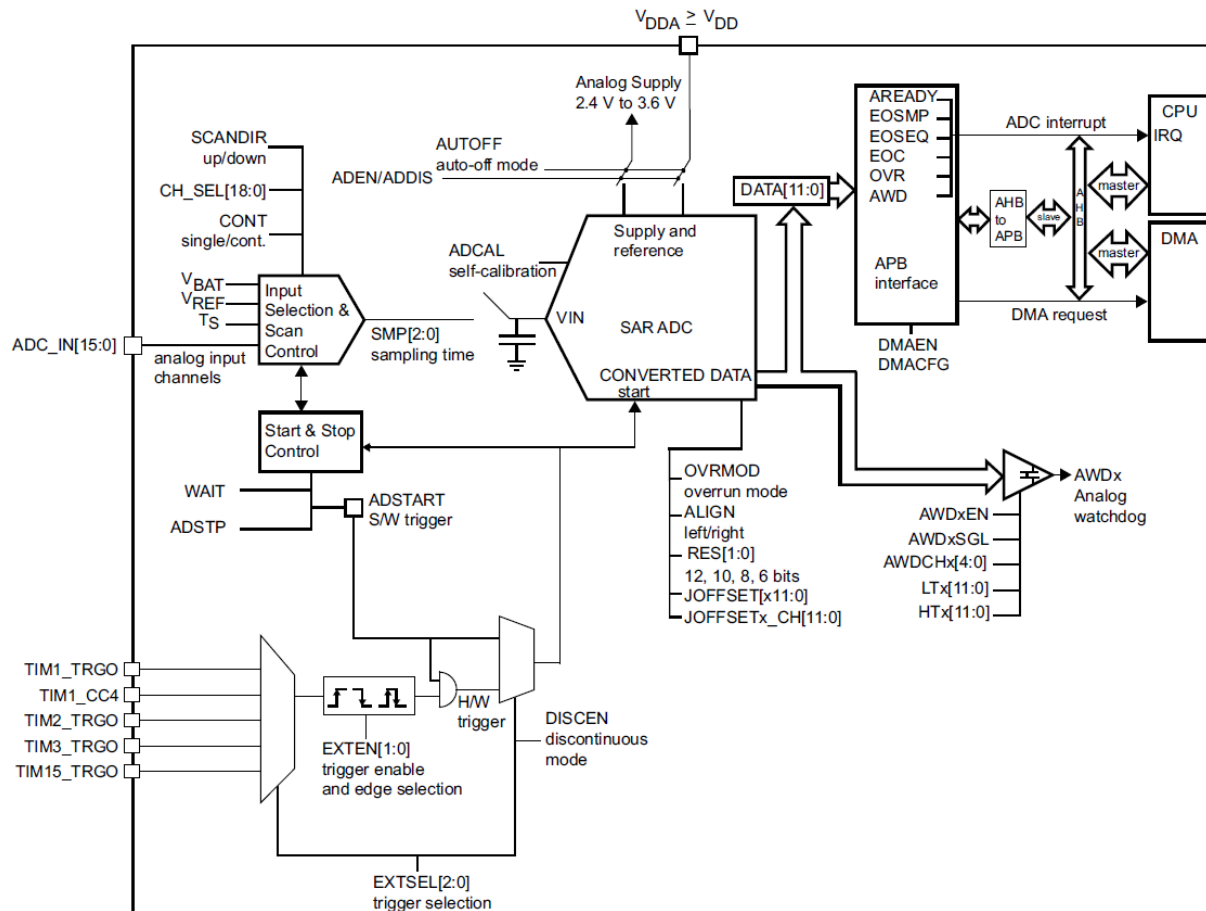 VDDA ≥ VDD
Analog Supply
2.4 V to 3.6 V
SCANDIR
up/down
CH_SEL[18:0]
CONT
single/cont.
AUTOFF
auto-off mode
ADEN/ADDIS
AREADY
EOSMP
EOSEQ
EOC
OVR
AWD
APB
interface
ADC interrupt
CPU
IRQ
master
AHB
AHB
to
APB
slave
DMA
master
DMA request
DMAEN
DMACFG
DATA[11:0]
Supply and
reference
ADCAL
self-calibration
VIN
SAR ADC
CONVERTED DATA
start
VBAT
VREF
TS
Input
Selection &
Scan
Control
ADC_IN[15:0]
analog input
channels
SMP[2:0]
sampling time
Start & Stop
Control
WAIT
ADSTP
ADSTART
S/W trigger
OVRMOD
overrun mode
ALIGN
left/right
RES[1:0]
12, 10, 8, 6 bits
JOFFSET[x11:0]
JOFFSETx_CH[11:0]
AWDx
Analog
watchdog
AWDxEN
AWDxSGL
AWDCHx[4:0]
LTx[11:0]
HTx[11:0]
TIM1_TRGO
TIM1_CC4
TIM2_TRGO
TIM3_TRGO
TIM15_TRGO
H/W
trigger
EXTEN[1:0]
trigger enable
and edge selection
DISCEN
discontinuous
mode
EXTSEL[2:0]
trigger selection